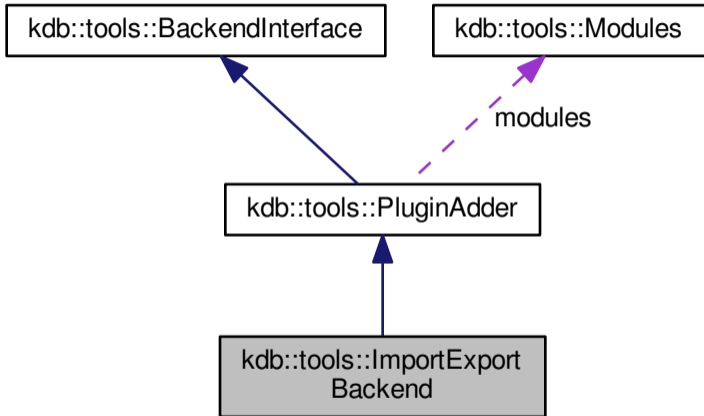 kdb::tools::BackendInterface
kdb::tools::Modules
modules
kdb::tools::PluginAdder
kdb::tools::ImportExport
Backend